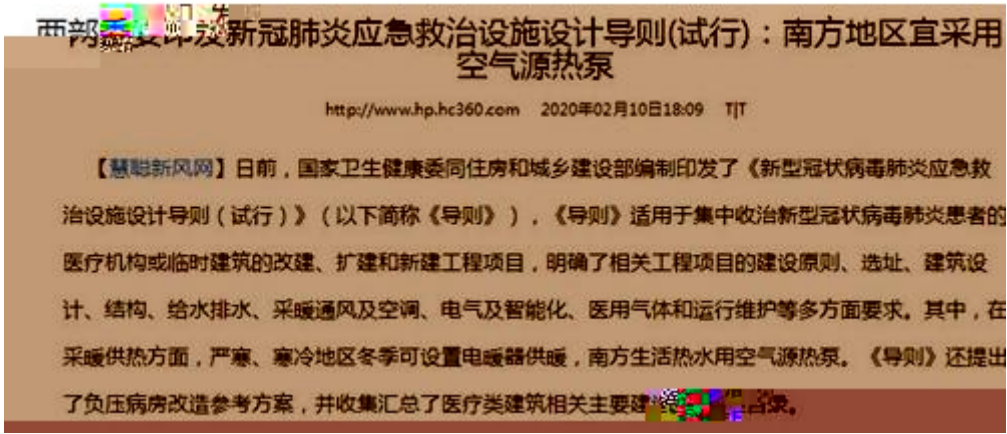 两部委印发新冠肺炎应急救治设施设计导则(试行)：南方地区宜采用
空气源热泵
http://www.hp.hc360.com 2020年02月10日18:09 T|T
【慧聪新风网】日前，国家卫生健康委同住房和城乡建设部编制印发了《新型冠状病毒肺炎应急救
治设施设计导则（试行）》（以下简称《导则》），《导则》适用于集中收治新型冠状病毒肺炎患者的
医疗机构或临时建筑的改建、扩建和新建工程项目，明确了相关工程项目的建设原则、选址、建筑设
计、结构、给水排水、采暖通风及空调、电气及智能化、医用气体和运行维护等多方面要求。其中，在
采暖供热方面，严寒、寒冷地区冬季可设置电暖器供暖，南方生活热水用空气源热泵。《导则》还提出
了负压病房改造参考方案，并收集汇总了医疗类建筑相关主要建 目录。